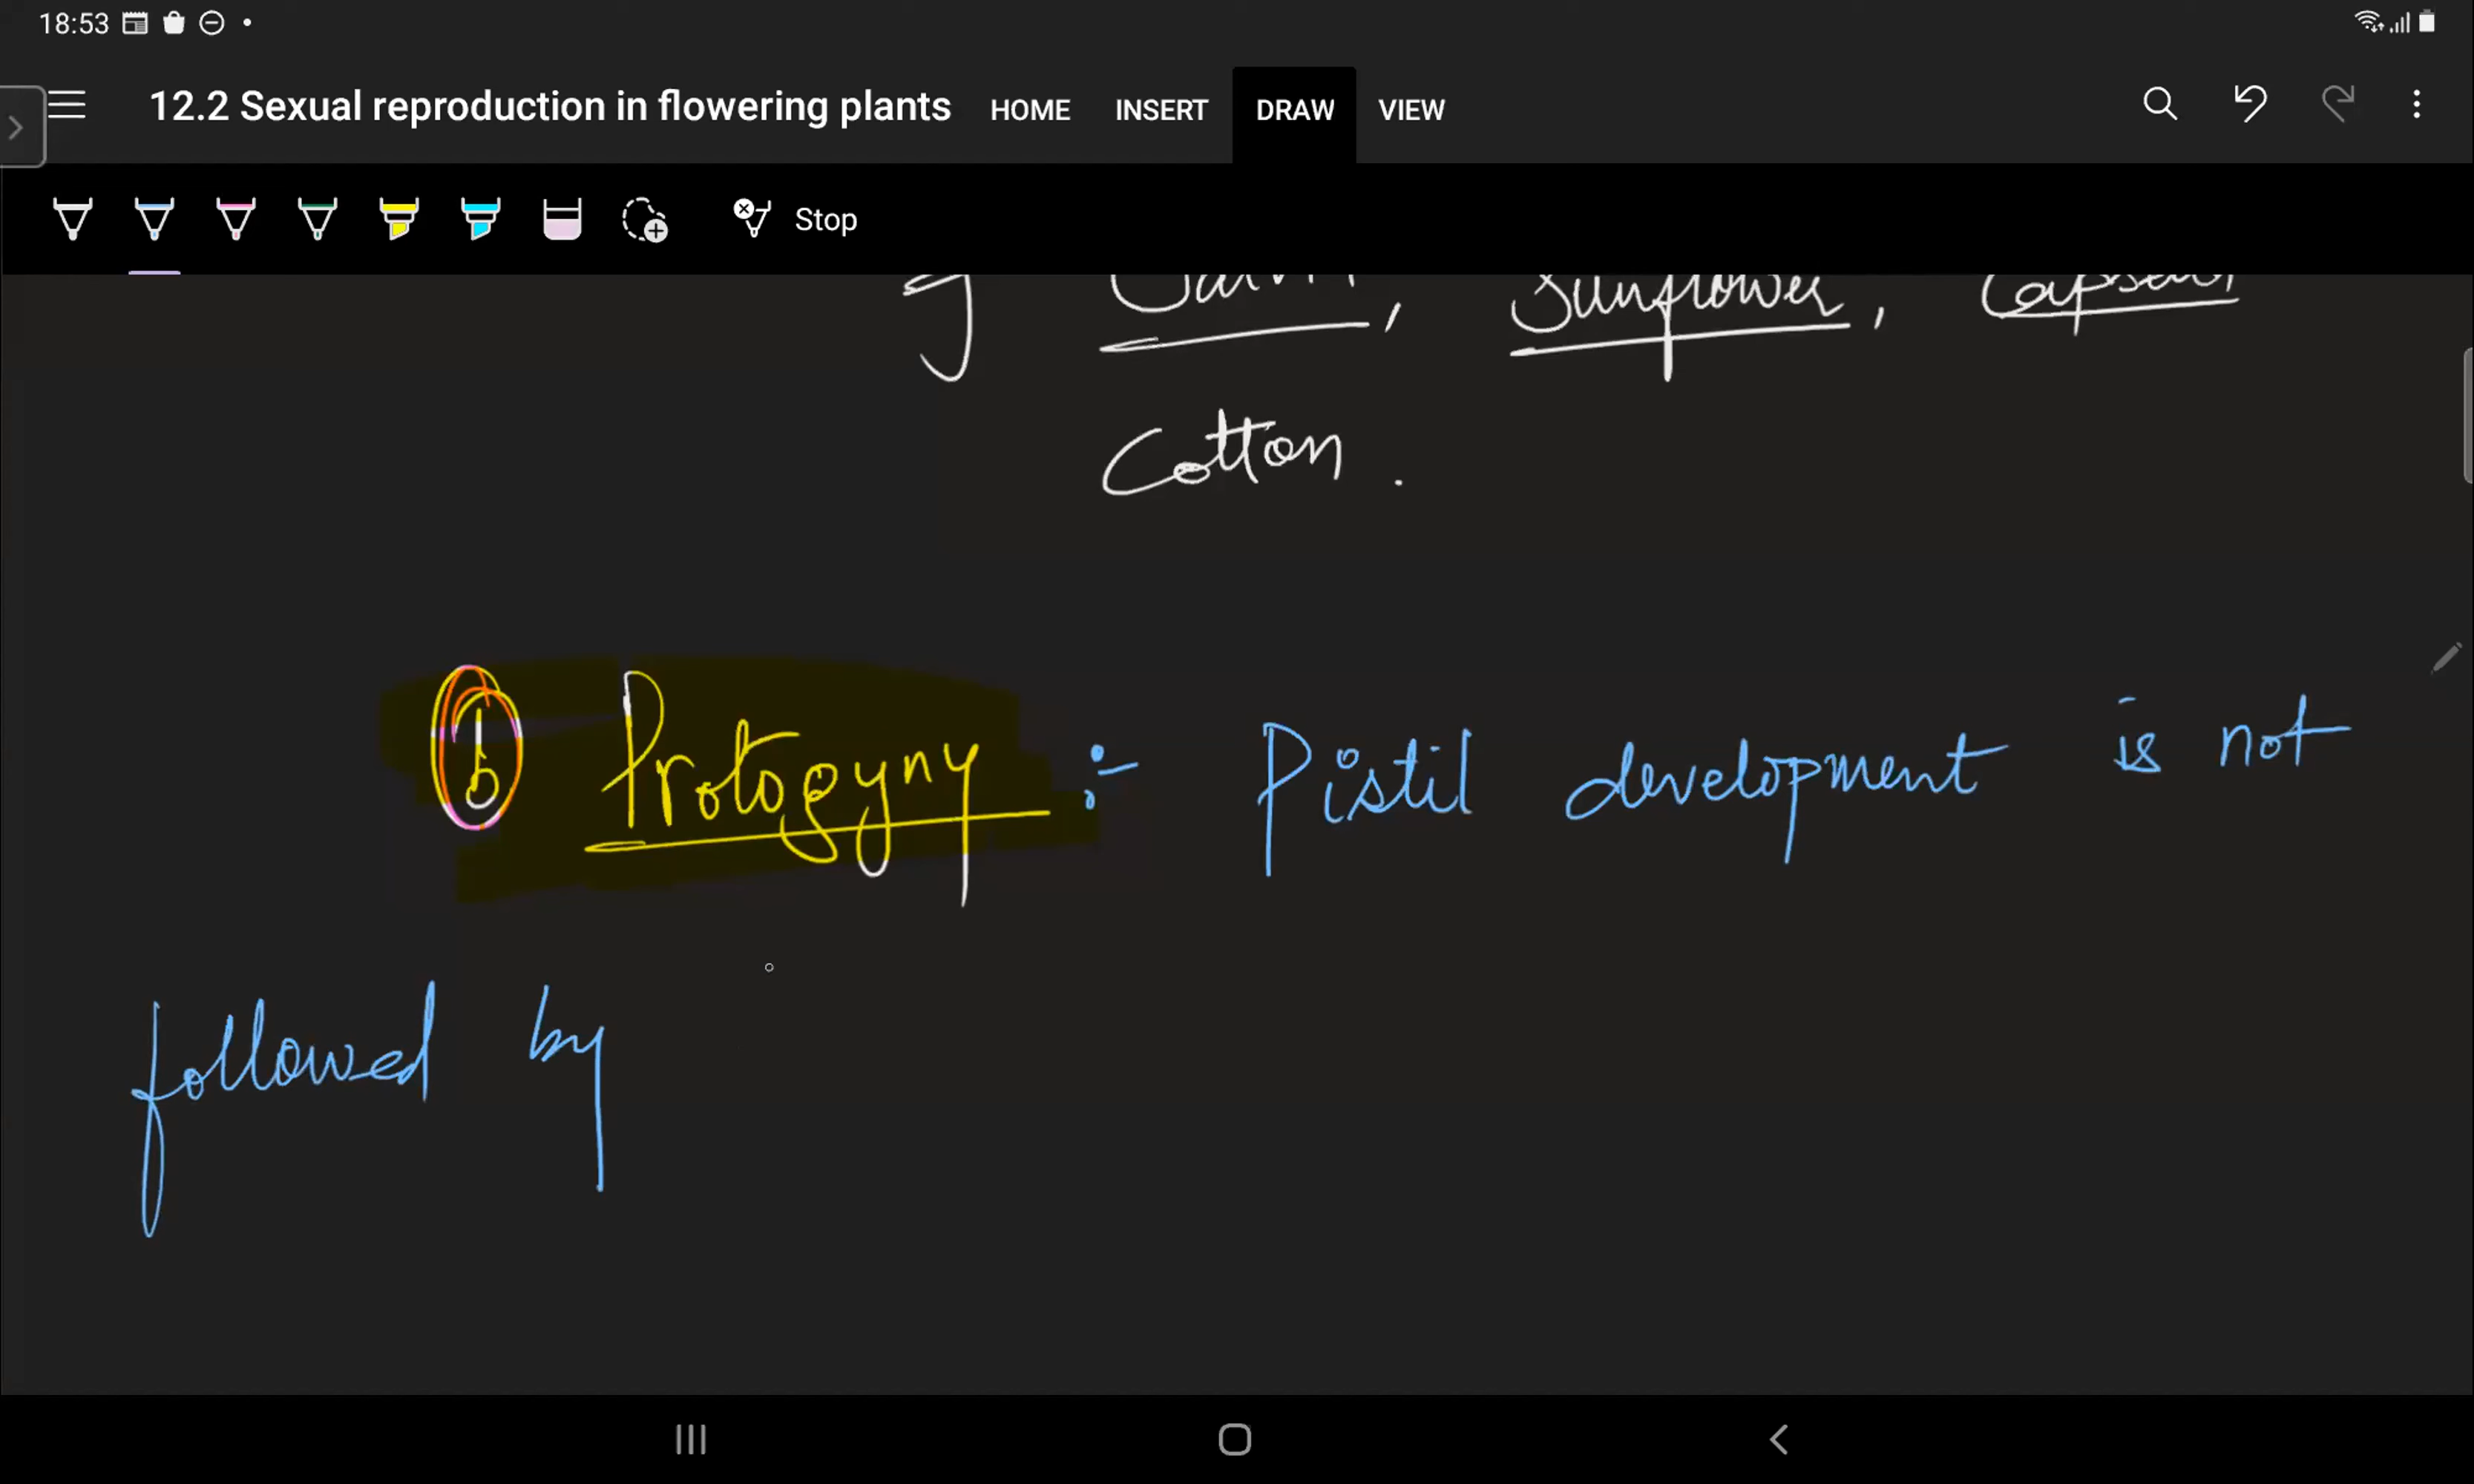 18:53
12.2 Sexual reproduction in flowering plants HOME INSERT DRAW VIEW
Stop
g , Sunflower,
Cotton.
b Protogyny :- Pistil development is not
followed by